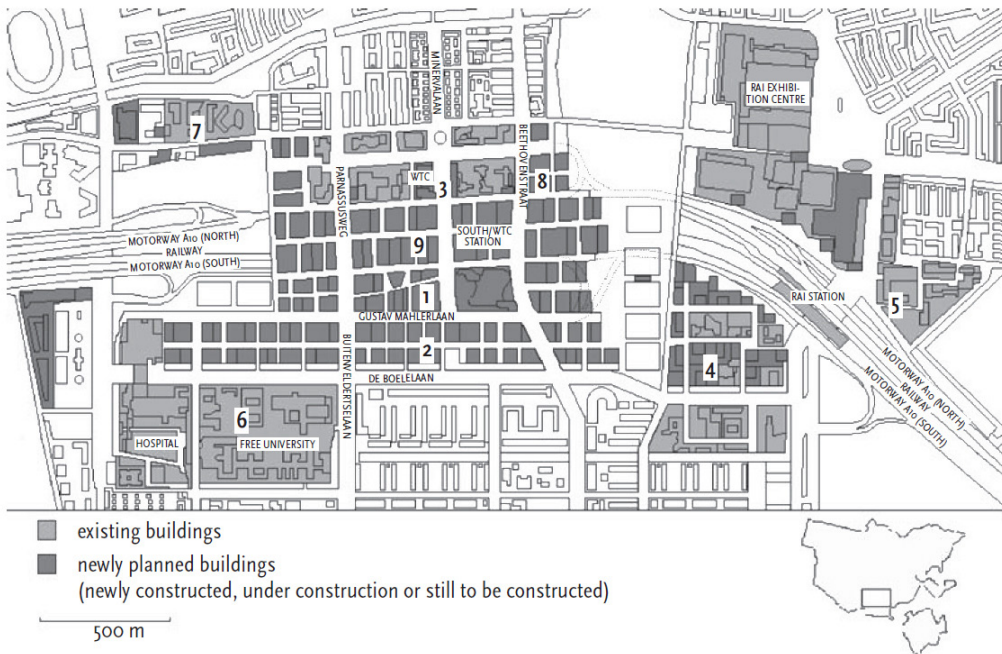 MINERVALAAN
RAI EXHIBI-
TION CENTRE
7
BEETHOVENSTRAAT
PARNASSUSWEG
WTC
3
8
SOUTH/WTC
STATION
MOTORWAY A10 (NORTH)
RAILWAY
MOTORWAY A10 (SOUTH)
9
1
GUSTAV MAHLERLAAN
RAI STATION
5
2
BUITENVELDERTSELAAN
DE BOELELAAN
4
MOTORWAY A10 (NORTH)
RAILWAY
MOTORWAY A10 (SOUTH)
6
HOSPITAL
FREE UNIVERSITY
existing buildings
newly planned buildings
(newly constructed, under construction or still to be constructed)
500 m